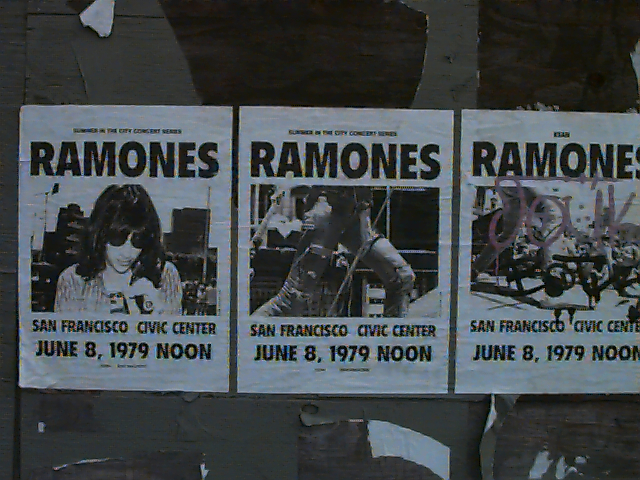 SUMMER IN THE CITY CONCERT SERIES
RAMONES
SAN FRANCISCO CIVIC CENTER
JUNE 8, 1979 NOON
SUMMER IN THE CITY CONCERT SERIES
RAMONES
SAN FRANCISCO CIVIC CENTER
JUNE 8, 1979 NOON
KSAN
RAMONES
SAN FRANCISCO CIVIC CENTE
JUNE 8, 1979 NOON